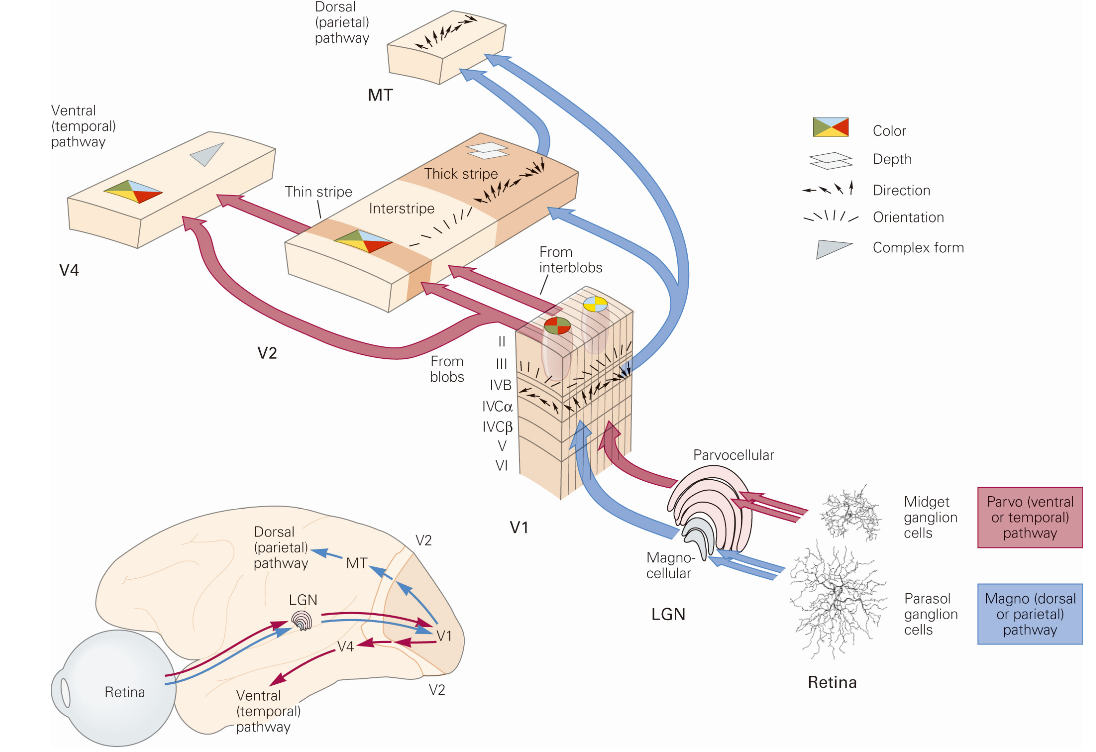 Dorsal
(parietal)
pathway
MT
Ventral
(temporal)
pathway
Color
Depth
Direction
Orientation
Complex form
Thick stripe
Thin stripe
Interstripe
V4
From
interblobs
V2
From
blobs
II
III
IVB
IVCα
IVCβ
V
VI
V1
Parvocellular
Magno-
cellular
LGN
Midget
ganglion
cells
Parvo (ventral
or temporal)
pathway
Parasol
ganglion
cells
Magno (dorsal
or parietal)
pathway
Retina
Dorsal
(parietal)
pathway
MT
V2
LGN
V1
V4
Retina
V2
Ventral
(temporal)
pathway